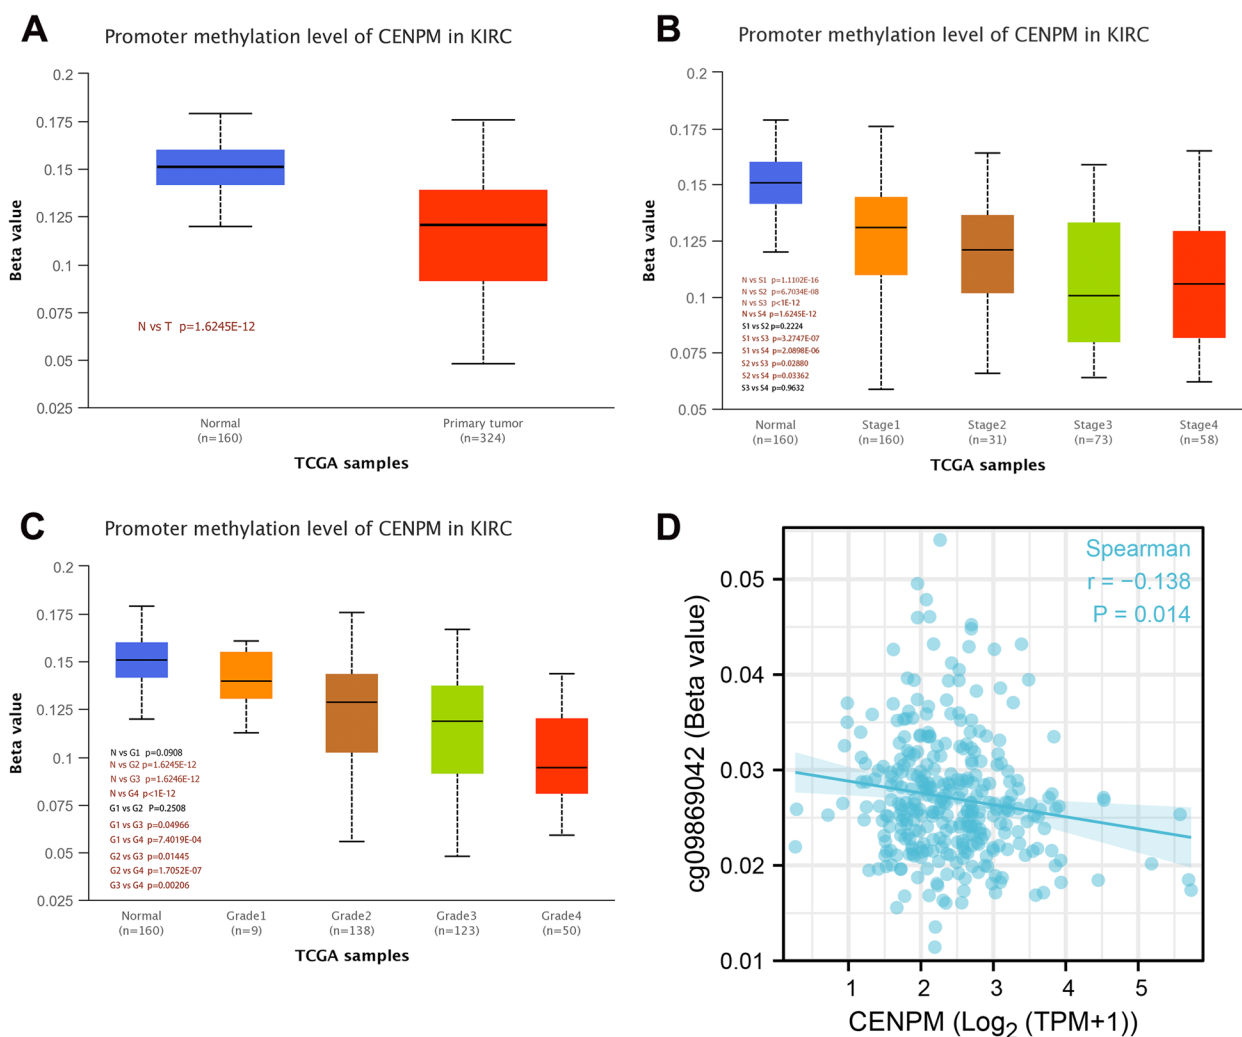 A
Promoter methylation level of CENPM in KIRC
0.2
0.175
0.15
0.125
0.1
0.075
0.05
0.025
Beta value
N vs T p=1.6245E-12
Normal
(n=160)
Primary tumor
(n=324)
TCGA samples
B
Promoter methylation level of CENPM in KIRC
0.2
0.175
0.15
0.125
0.1
0.075
0.05
Beta value
N vs S1 p=1.1102E-16
N vs S2 p=6.7034E-08
N vs S3 p<1E-12
N vs S4 p=1.6245E-12
S1 vs S2 p=0.2224
S1 vs S3 p=3.2747E-07
S1 vs S4 p=2.0898E-06
S2 vs S3 p=0.02880
S2 vs S4 p=0.03362
S3 vs S4 p=0.9632
Normal
(n=160)
Stage1
(n=160)
Stage2
(n=31)
Stage3
(n=73)
Stage4
(n=58)
TCGA samples
C
Promoter methylation level of CENPM in KIRC
0.2
0.175
0.15
0.125
0.1
0.075
0.05
0.025
Beta value
N vs G1 p=0.0908
N vs G2 p=1.6245E-12
N vs G3 p=1.6246E-12
N vs G4 p<1E-12
G1 vs G2 P=0.2508
G1 vs G3 p=0.04966
G1 vs G4 p=7.4019E-04
G2 vs G3 p=0.01445
G2 vs G4 p=1.7052E-07
G3 vs G4 p=0.00206
Normal
(n=160)
Grade1
(n=9)
Grade2
(n=138)
Grade3
(n=123)
Grade4
(n=50)
TCGA samples
D
Spearman
r = −0.138
P = 0.014
0.05
0.04
0.03
0.02
0.01
cg09869042 (Beta value)
1 2 3 4 5
CENPM (Log2 (TPM+1))